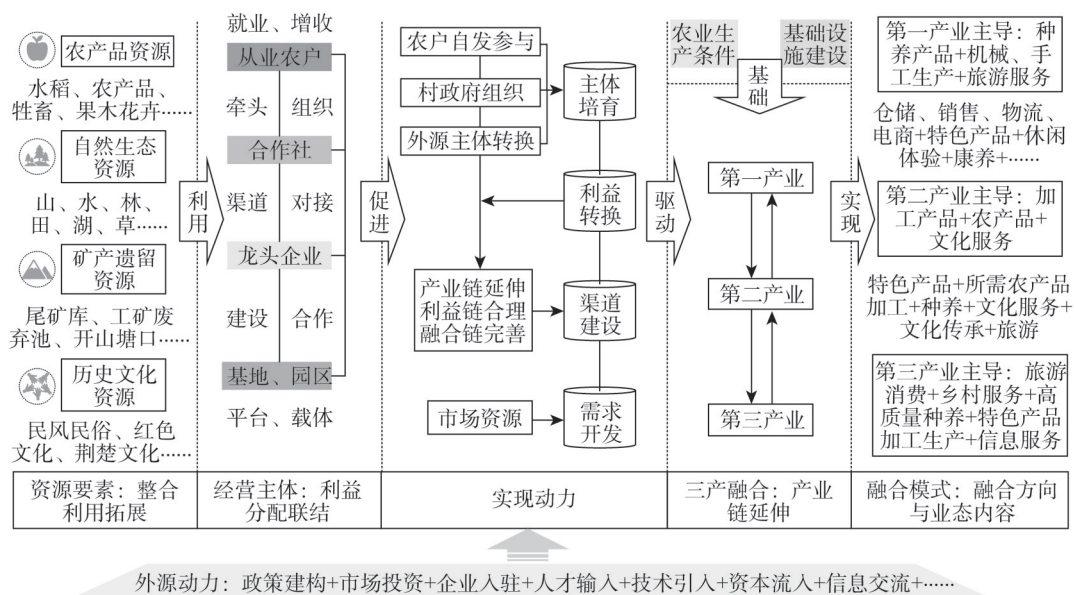 农产品资源
水稻、农产品、
牲畜、果木花卉……
自然生态
资源
山、水、林、
田、湖、草……
矿产遗留
资源
尾矿库、工矿废
弃池、开山塘口……
历史文化
资源
民风民俗、红色
文化、荆楚文化……
资源要素：整合
利用拓展
利用
就业、增收
从业农户
牵头 组织
合作社
渠道 对接
龙头企业
建设 合作
基地、园区
平台、载体
经营主体：利益
分配联结
促进
农户自发参与
村政府组织
外源主体转换
主体
培育
利益
转换
产业链延伸
利益链合理
融合链完善
渠道
建设
市场资源
需求
开发
实现动力
驱动
农业生
产条件
基础设
施建设
基础
第一产业
第二产业
第三产业
三产融合：产业
链延伸
实现
第一产业主导：种
养产品+机械、手
工生产+旅游服务
仓储、销售、物流、
电商+特色产品+休闲
体验+康养+……
第二产业主导：加
工产品+农产品+
文化服务
特色产品+所需农产品
加工+种养+文化服务+
文化传承+旅游
第三产业主导：旅游
消费+乡村服务+高
质量种养+特色产品
加工生产+信息服务
融合模式：融合方向
与业态内容
外源动力：政策建构+市场投资+企业入驻+人才输入+技术引入+资本流入+信息交流+……